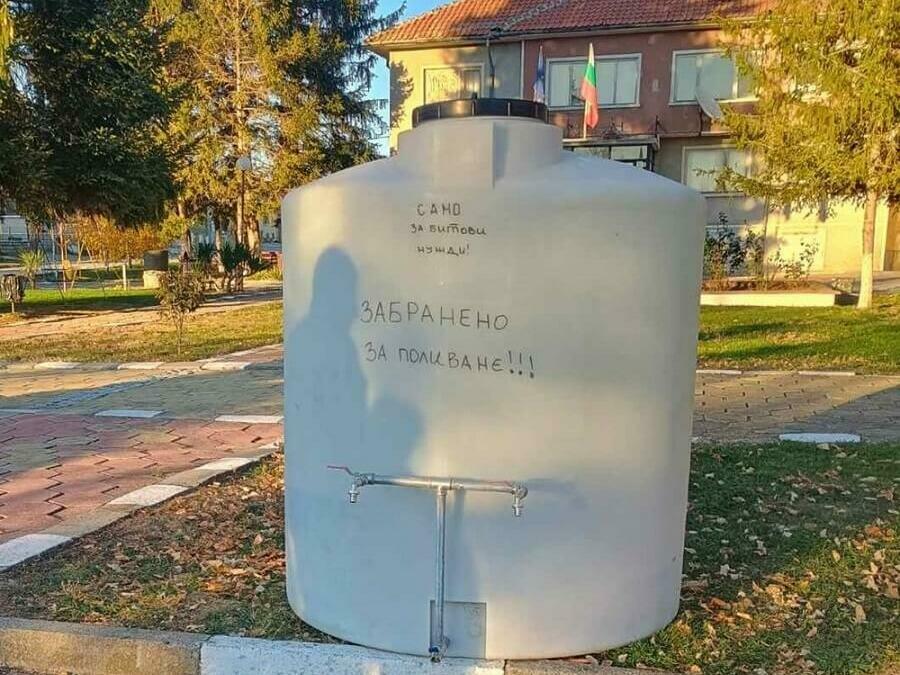 САМО
ЗА БИТОВИ
НУЖДИ!
ЗАБРАНЕНО
ЗА ПОЛИВАНЕ!!!